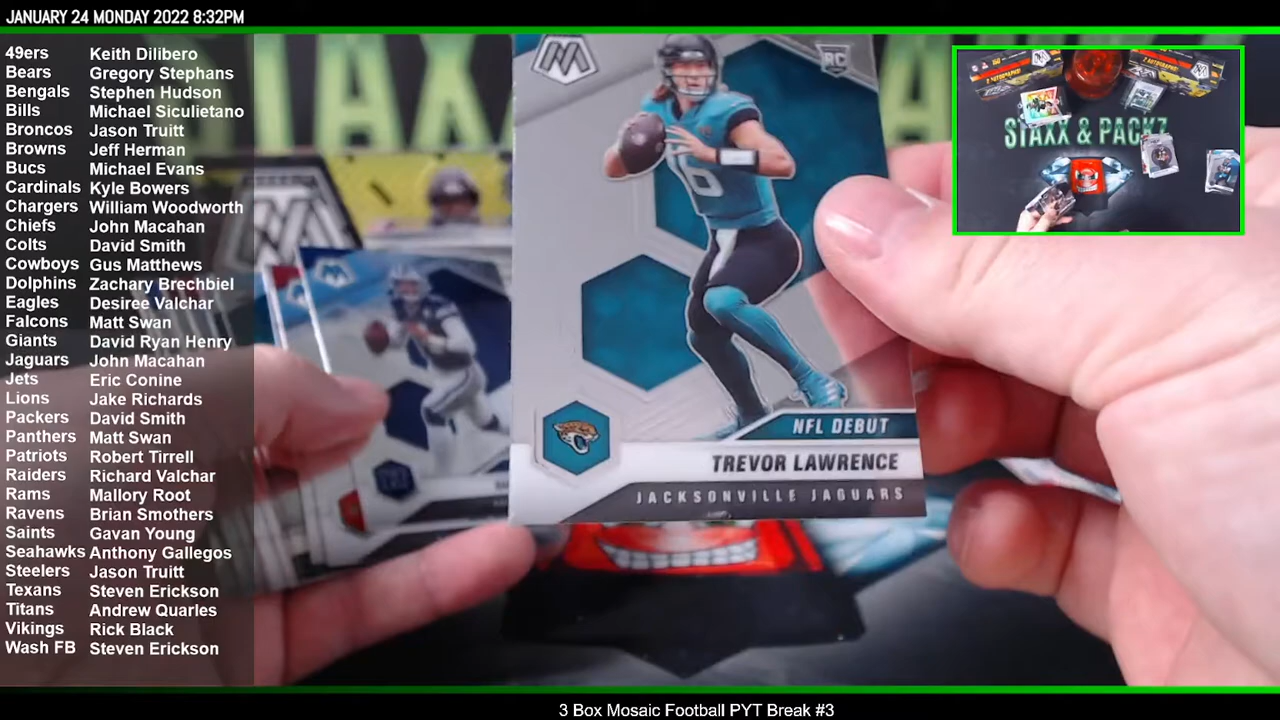 JANUARY 24 MONDAY 2022 8:32PM
49ers Keith Dilibero
Bears Gregory Stephans
Bengals Stephen Hudson
Bills Michael Siculietano
Broncos Jason Truitt
Browns Jeff Herman
Bucs Michael Evans
Cardinals Kyle Bowers
Chargers William Woodworth
Chiefs John Macahan
Colts David Smith
Cowboys Gus Matthews
Dolphins Zachary Brechbiel
Eagles Desiree Valchar
Falcons Matt Swan
Giants David Ryan Henry
Jaguars John Macahan
Jets Eric Conine
Lions Jake Richards
Packers David Smith
Panthers Matt Swan
Patriots Robert Tirrell
Raiders Richard Valchar
Rams Mallory Root
Ravens Brian Smothers
Saints Gavan Young
Seahawks Anthony Gallegos
Steelers Jason Truitt
Texans Steven Erickson
Titans Andrew Quarles
Vikings Rick Black
Wash FB Steven Erickson
RC
16
NFL DEBUT
TREVOR LAWRENCE
JACKSONVILLE JAGUARS
STAXX & PACKZ
3 Box Mosaic Football PYT Break #3